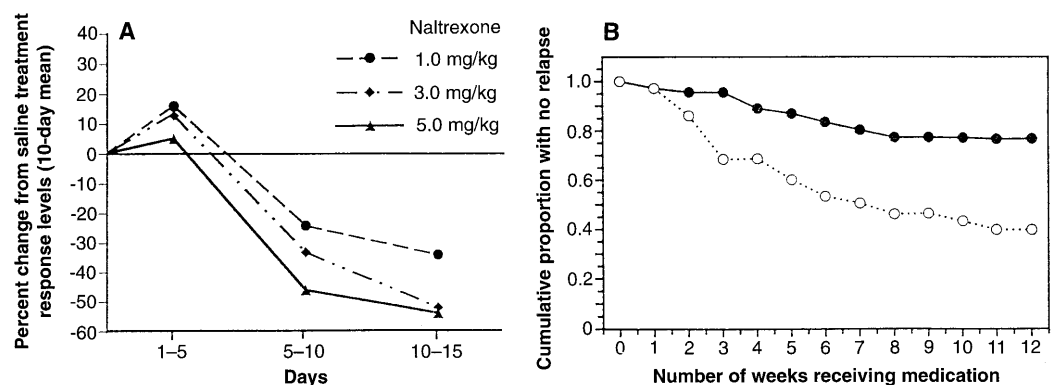 A
Naltrexone
1.0 mg/kg
3.0 mg/kg
5.0 mg/kg
Percent change from saline treatment
response levels (10-day mean)
40
30
20
10
0
-10
-20
-30
-40
-50
-60
1–5
5–10
10–15
Days
B
Cumulative proportion with no relapse
1.0
0.8
0.6
0.4
0.2
0
0 1 2 3 4 5 6 7 8 9 10 11 12
Number of weeks receiving medication